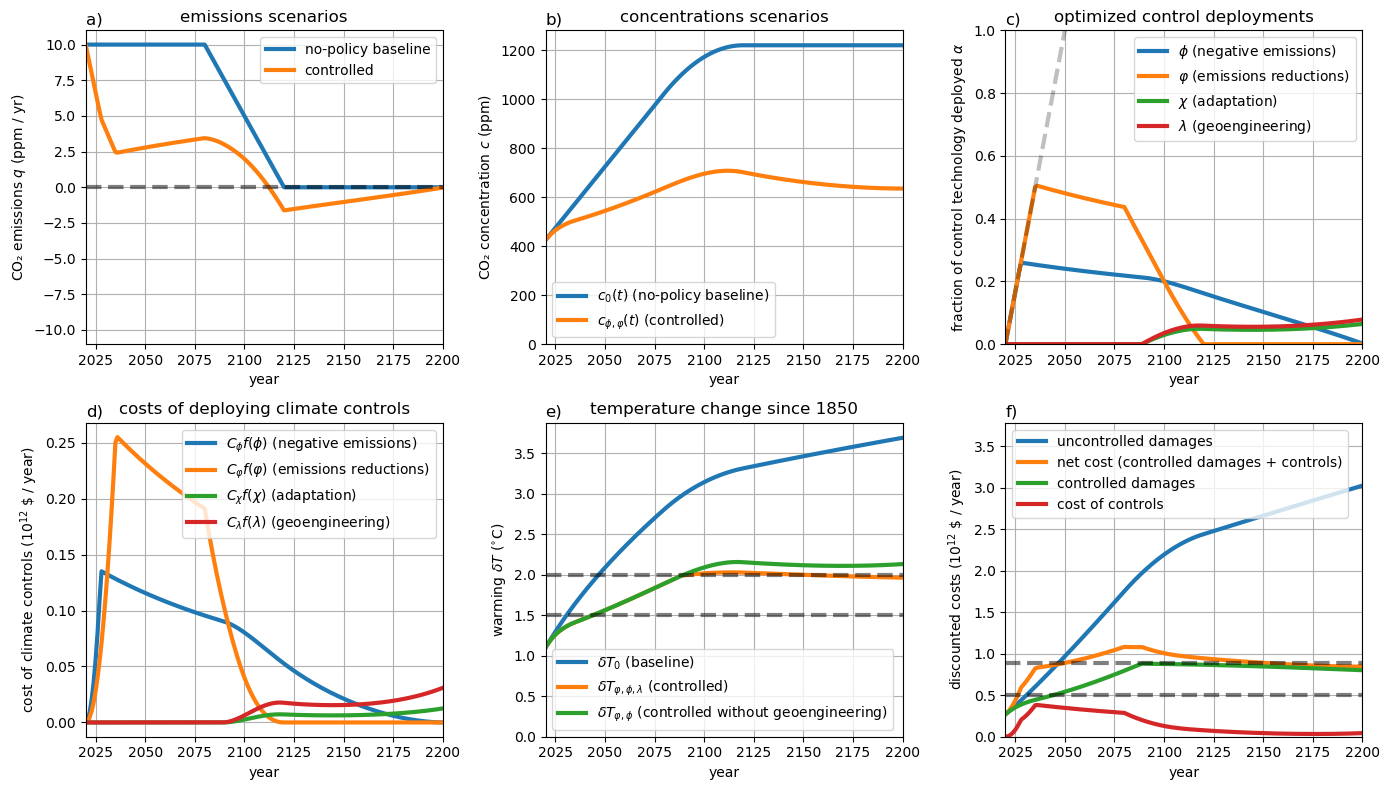 a) emissions scenarios
CO₂ emissions q (ppm / yr)
10.0
7.5
5.0
2.5
0.0
−2.5
−5.0
−7.5
−10.0
no-policy baseline
controlled
2025 2050 2075 2100 2125 2150 2175 2200
year
b) concentrations scenarios
CO₂ concentration c (ppm)
1200
1000
800
600
400
200
0
c₀(t) (no-policy baseline)
c_ϕ,φ(t) (controlled)
2025 2050 2075 2100 2125 2150 2175 2200
year
c) optimized control deployments
fraction of control technology deployed α
1.0
0.8
0.6
0.4
0.2
0.0
ϕ (negative emissions)
φ (emissions reductions)
χ (adaptation)
λ (geoengineering)
2025 2050 2075 2100 2125 2150 2175 2200
year
d) costs of deploying climate controls
cost of climate controls (10¹² $ / year)
0.25
0.20
0.15
0.10
0.05
0.00
C_ϕf(ϕ) (negative emissions)
C_φf(φ) (emissions reductions)
C_χf(χ) (adaptation)
C_λf(λ) (geoengineering)
2025 2050 2075 2100 2125 2150 2175 2200
year
e) temperature change since 1850
warming δT (°C)
3.5
3.0
2.5
2.0
1.5
1.0
0.5
0.0
δT₀ (baseline)
δT_φ,ϕ,λ (controlled)
δT_φ,ϕ (controlled without geoengineering)
2025 2050 2075 2100 2125 2150 2175 2200
year
f)
discounted costs (10¹² $ / year)
3.5
3.0
2.5
2.0
1.5
1.0
0.5
0.0
uncontrolled damages
net cost (controlled damages + controls)
controlled damages
cost of controls
2025 2050 2075 2100 2125 2150 2175 2200
year